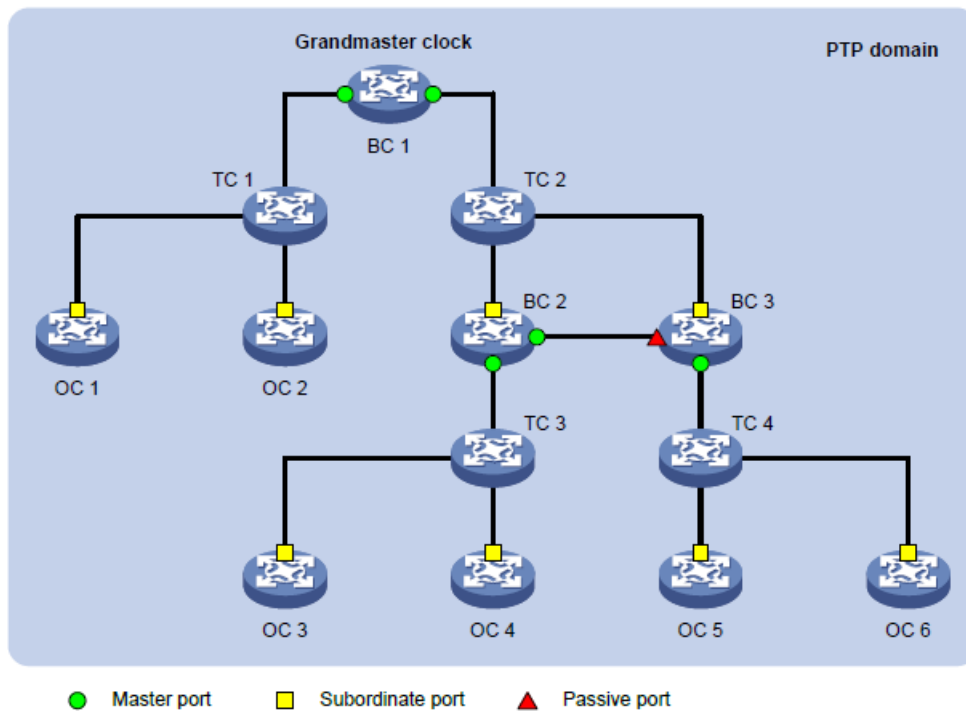 Grandmaster clock
PTP domain
BC 1
TC 1
TC 2
BC 2
BC 3
OC 1
OC 2
TC 3
TC 4
OC 3
OC 4
OC 5
OC 6
Master port
Subordinate port
Passive port